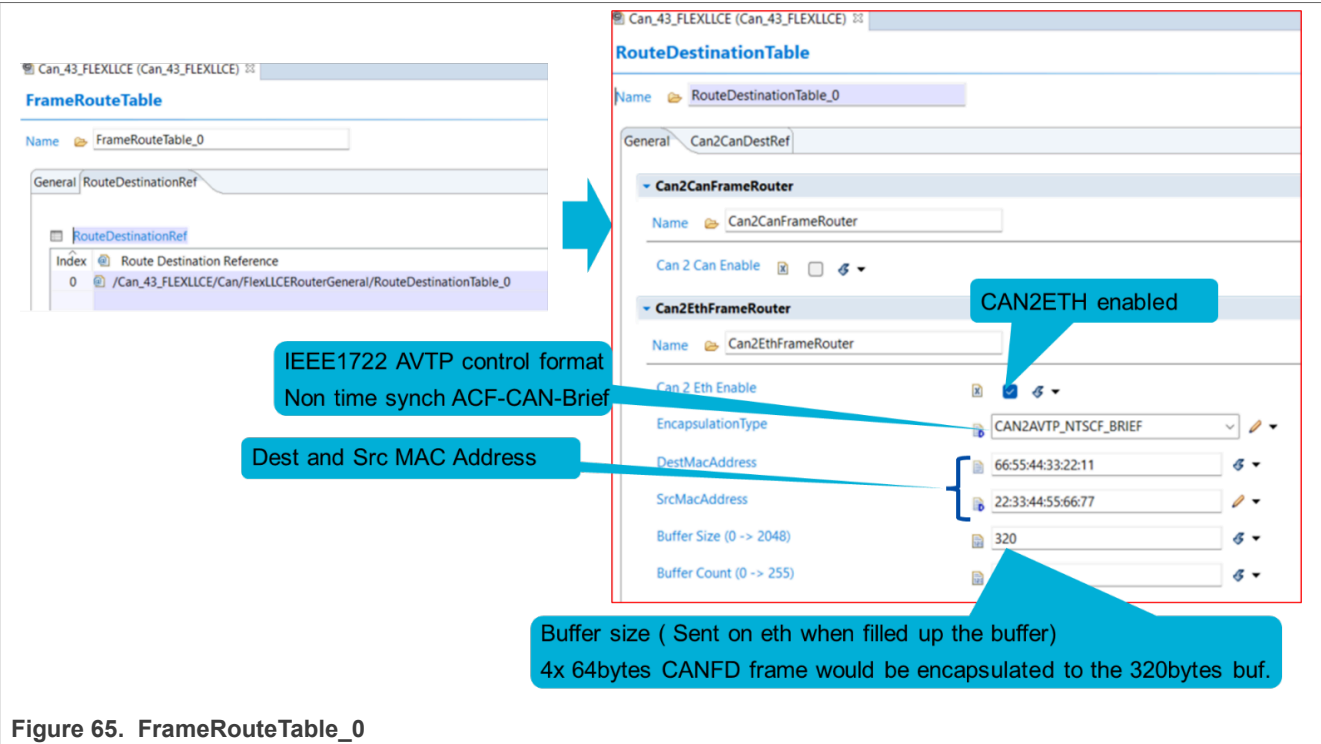 Can_43_FLEXLLCE (Can_43_FLEXLLCE)
FrameRouteTable
Name FrameRouteTable_0
General RouteDestinationRef
RouteDestinationRef
Index Route Destination Reference
0 /Can_43_FLEXLLCE/Can/FlexLLCERouterGeneral/RouteDestinationTable_0
Can_43_FLEXLLCE (Can_43_FLEXLLCE)
RouteDestinationTable
Name RouteDestinationTable_0
General Can2CanDestRef
Can2CanFrameRouter
Name Can2CanFrameRouter
Can 2 Can Enable
Can2EthFrameRouter
CAN2ETH enabled
Name Can2EthFrameRouter
IEEE1722 AVTP control format
Non time synch ACF-CAN-Brief
Can 2 Eth Enable
EncapsulationType CAN2AVTP_NTSCF_BRIEF
Dest and Src MAC Address
DestMacAddress 66:55:44:33:22:11
SrcMacAddress 22:33:44:55:66:77
Buffer Size (0 -> 2048) 320
Buffer Count (0 -> 255)
Buffer size ( Sent on eth when filled up the buffer)
4x 64bytes CANFD frame would be encapsulated to the 320bytes buf.
Figure 65. FrameRouteTable_0